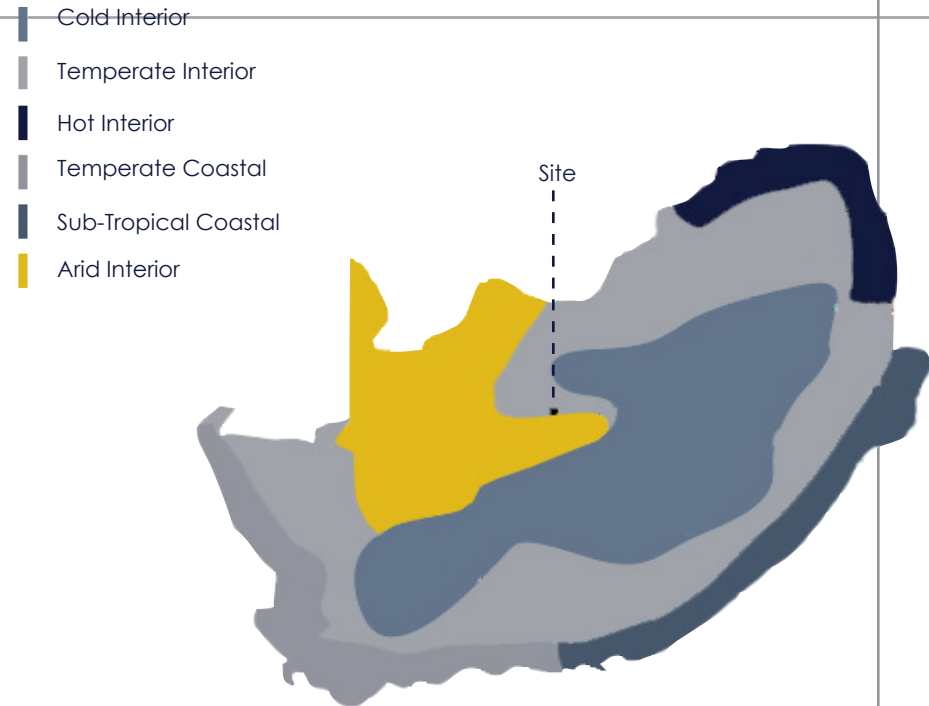 Cold Interior
Temperate Interior
Hot Interior
Temperate Coastal
Sub-Tropical Coastal
Arid Interior
Site